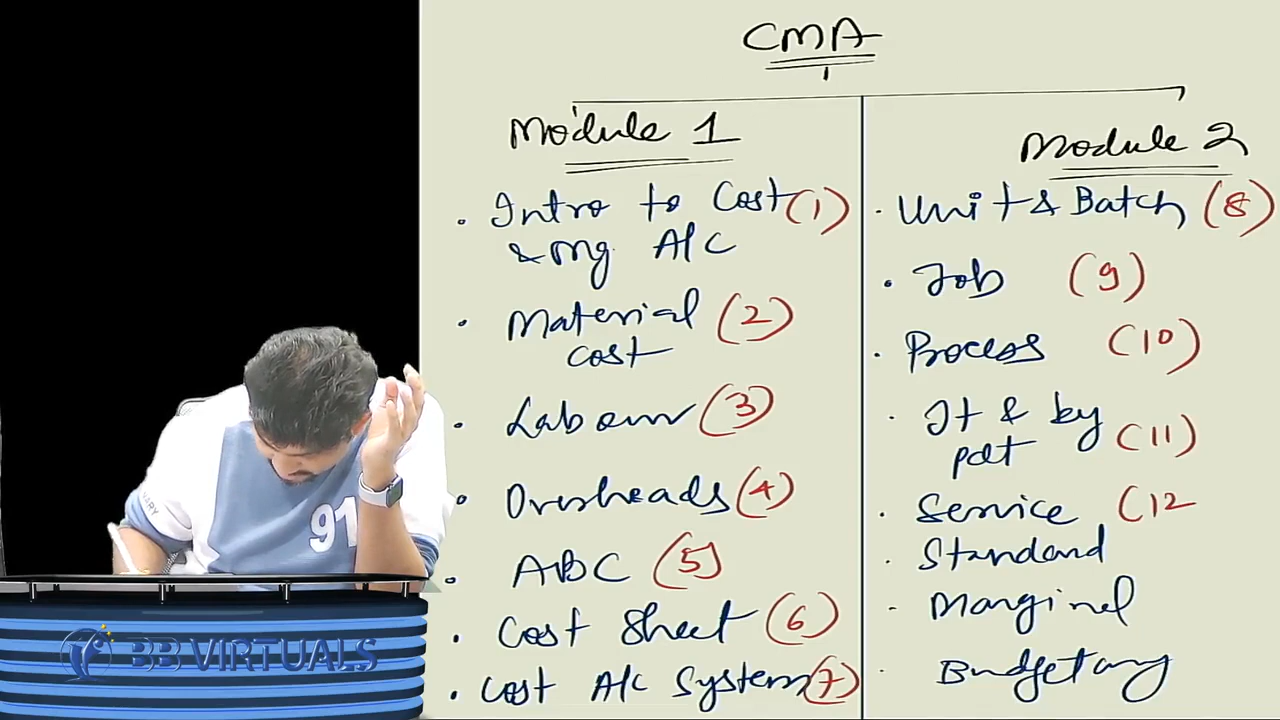 CMA
Module 1
. Intro to Cost (1)
& Mg A/C
. Material (2)
cost
. Labour (3)
. Overheads (4)
. ABC (5)
. Cost Sheet (6)
. Cost A/c System (7)
Module 2
. Unit & Batch (8)
. Job (9)
. Process (10)
. Jt & by
pdt (11)
. Service (12
. Standard
. Marginal
. Budgetary
91
BB VIRTUALS